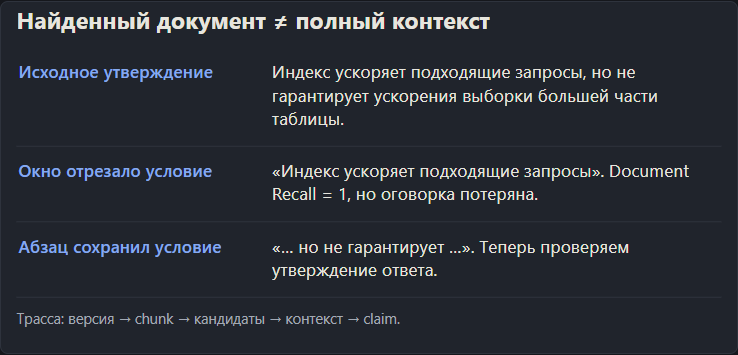 Найденный документ ≠ полный контекст
Исходное утверждение
Индекс ускоряет подходящие запросы, но не
гарантирует ускорения выборки большей части
таблицы.
Окно отрезало условие
«Индекс ускоряет подходящие запросы». Document
Recall = 1, но оговорка потеряна.
Абзац сохранил условие
«... но не гарантирует ...». Теперь проверяем
утверждение ответа.
Трасса: версия → chunk → кандидаты → контекст → claim.